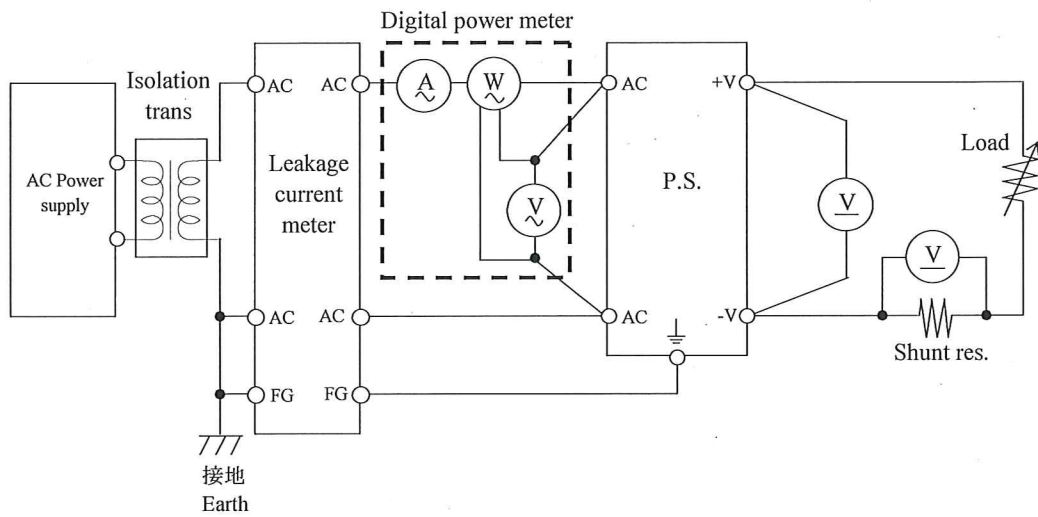 Digital power meter
Isolation
trans
AC Power
supply
AC
AC
Leakage
current
meter
AC
AC
FG
FG
A
W
V
AC
P.S.
AC
+V
-V
V
Load
V
Shunt res.
接地
Earth